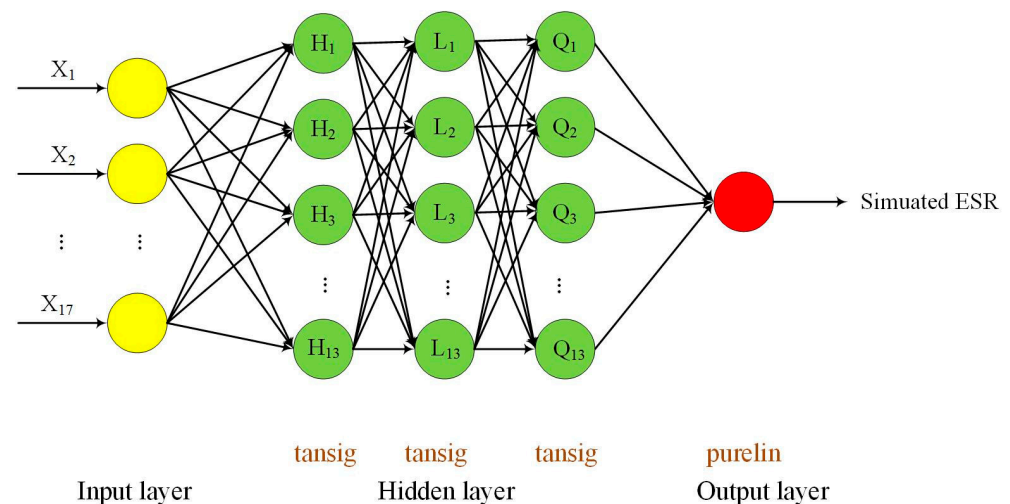 X1
X2
⋮ ⋮
X17
H1 L1 Q1
H2 L2 Q2
H3 L3 Q3
⋮ ⋮ ⋮
H13 L13 Q13
Simuated ESR
tansig tansig tansig purelin
Input layer Hidden layer Output layer